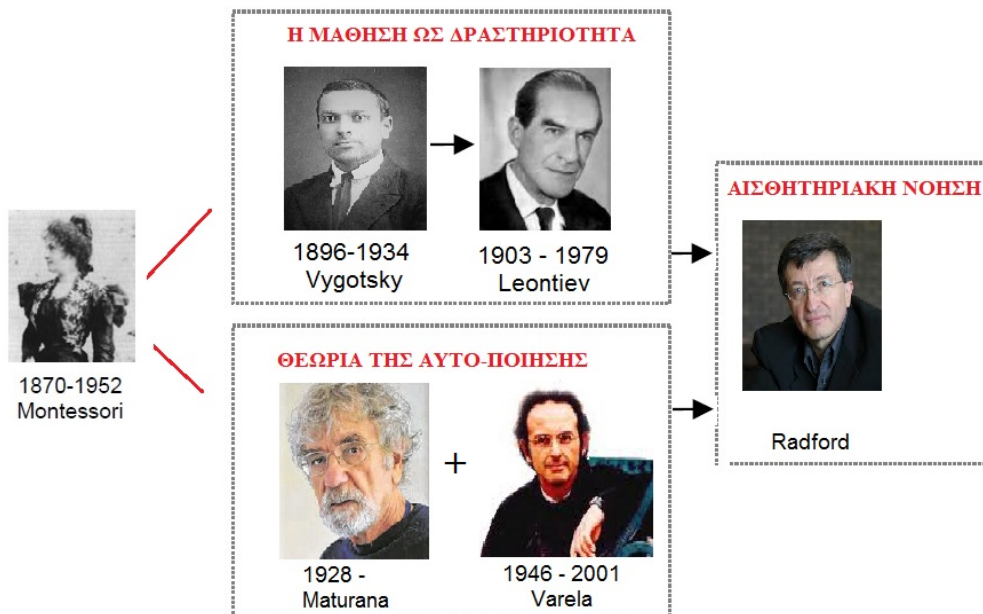 Η ΜΑΘΗΣΗ ΩΣ ΔΡΑΣΤΗΡΙΟΤΗΤΑ
1896-1934
Vygotsky
1903 - 1979
Leontiev
1870-1952
Montessori
ΘΕΩΡΙΑ ΤΗΣ ΑΥΤΟ-ΠΟΙΗΣΗΣ
+
1928 -
Maturana
1946 - 2001
Varela
ΑΙΣΘΗΤΗΡΙΑΚΗ ΝΟΗΣΗ
Radford